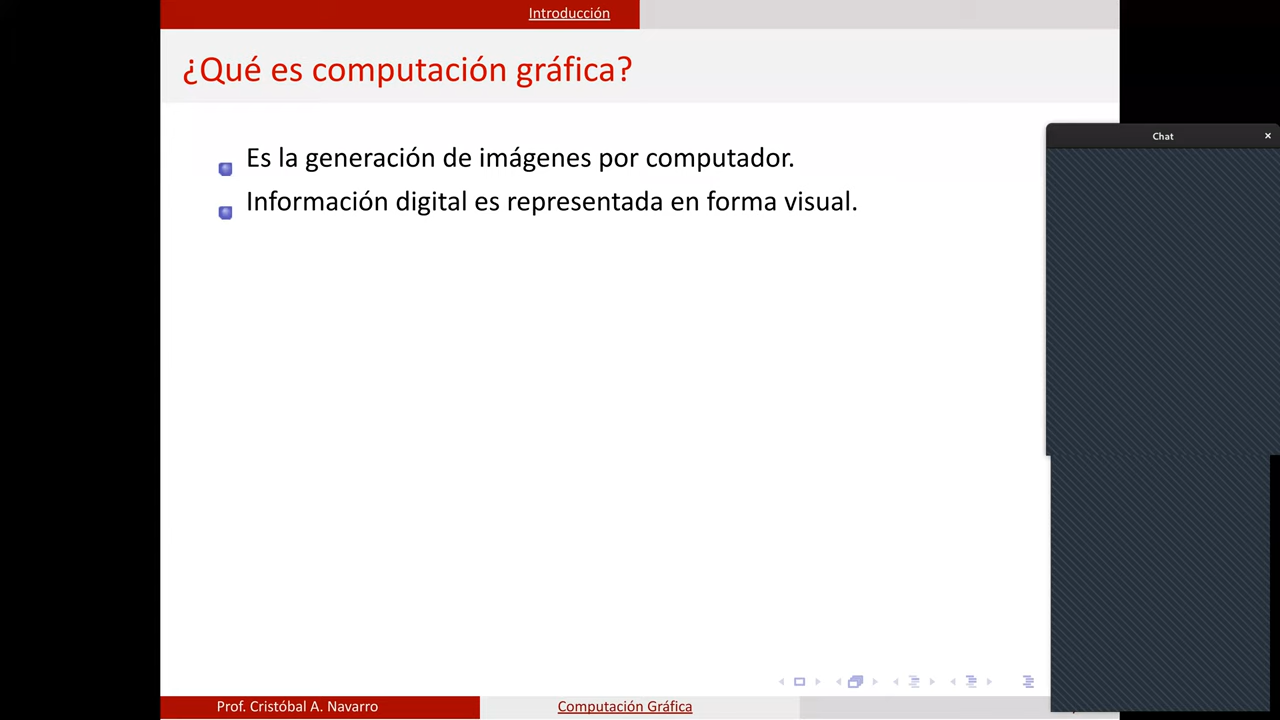 Introducción
¿Qué es computación gráfica?
Chat
Es la generación de imágenes por computador.
Información digital es representada en forma visual.
Prof. Cristóbal A. Navarro
Computación Gráfica